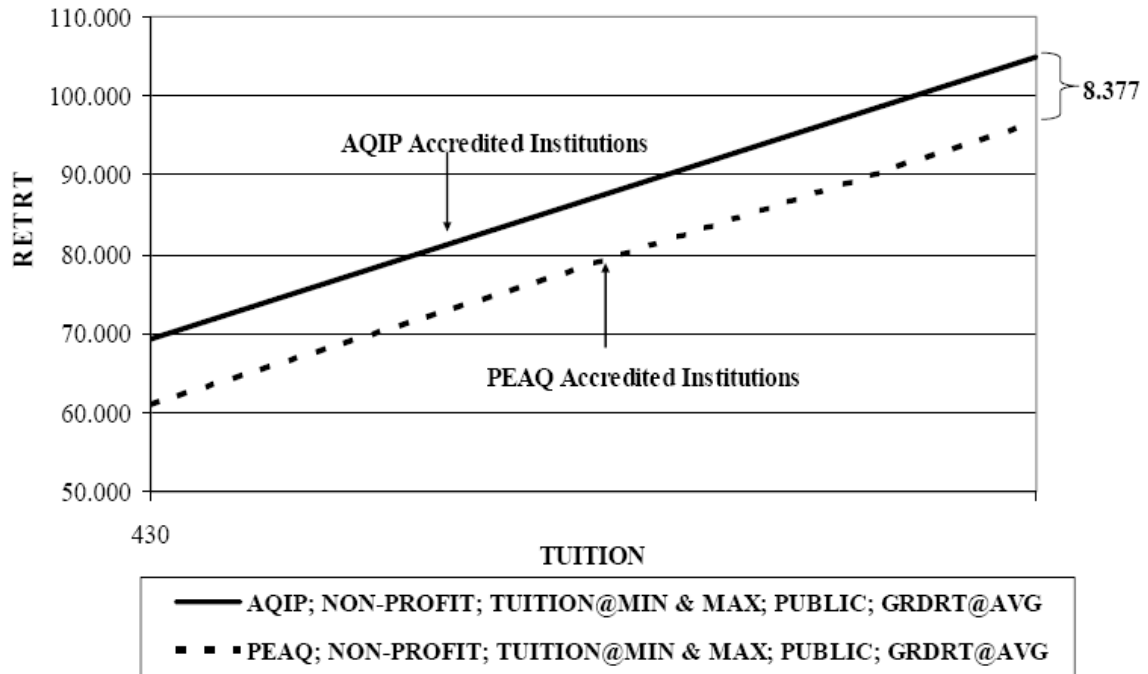 110.000
100.000
90.000
80.000
70.000
60.000
50.000
RETRT
AQIP Accredited Institutions
8.377
PEAQ Accredited Institutions
430
TUITION
AQIP; NON-PROFIT; TUITION@MIN & MAX; PUBLIC; GRDRT@AVG
PEAQ; NON-PROFIT; TUITION@MIN & MAX; PUBLIC; GRDRT@AVG